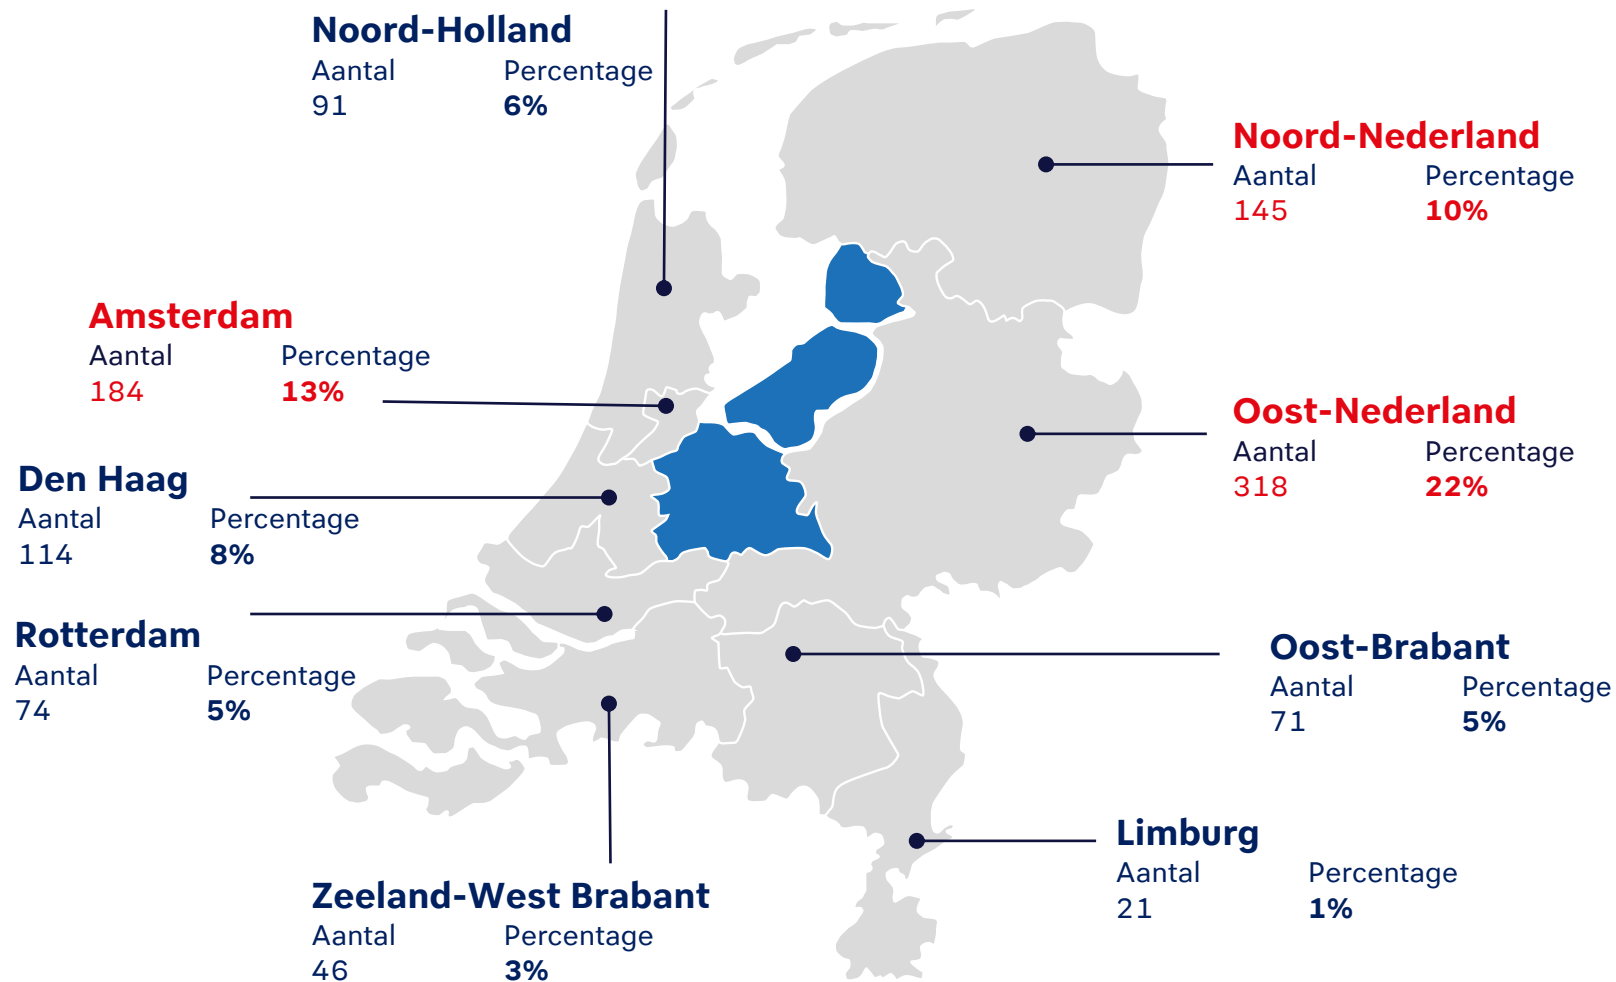 Noord-Holland
Aantal Percentage
91 6%
Noord-Nederland
Aantal Percentage
145 10%
Amsterdam
Aantal Percentage
184 13%
Oost-Nederland
Aantal Percentage
318 22%
Den Haag
Aantal Percentage
114 8%
Rotterdam
Aantal Percentage
74 5%
Oost-Brabant
Aantal Percentage
71 5%
Limburg
Aantal Percentage
21 1%
Zeeland-West Brabant
Aantal Percentage
46 3%